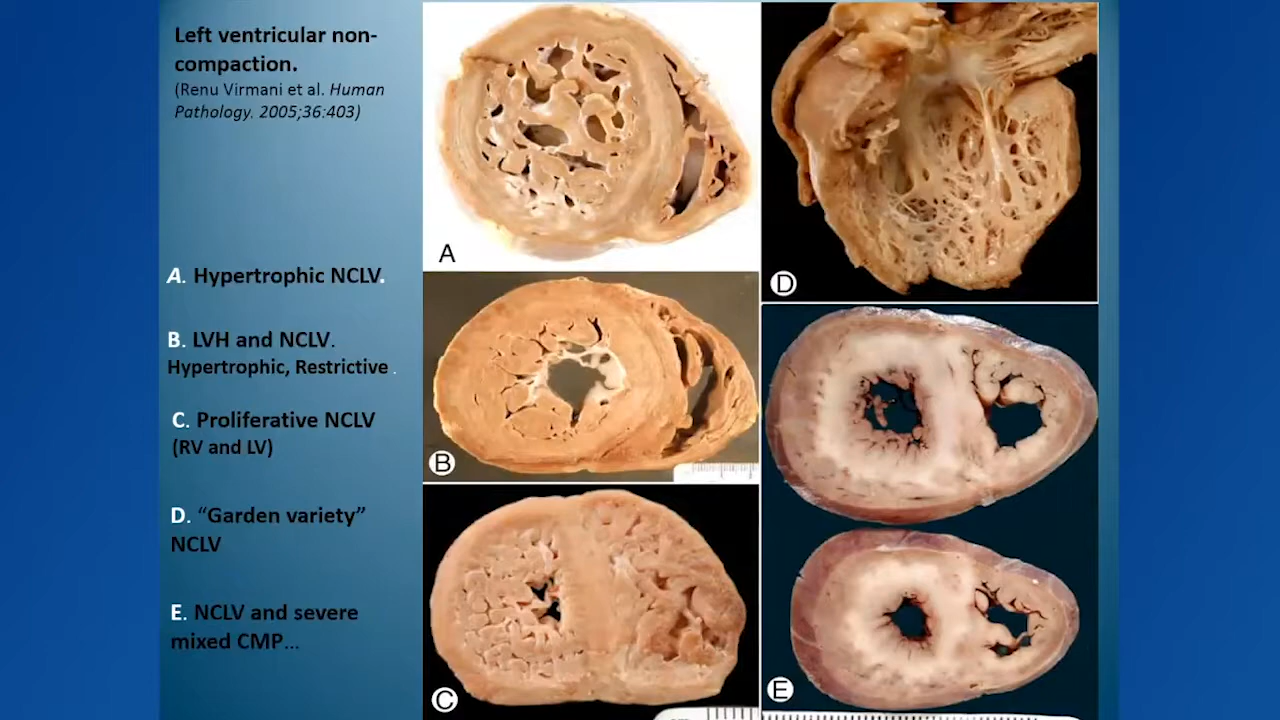 Left ventricular non-
compaction.
(Renu Virmani et al. Human
Pathology. 2005;36:403)
A. Hypertrophic NCLV.
B. LVH and NCLV.
Hypertrophic, Restrictive .
C. Proliferative NCLV
(RV and LV)
D. “Garden variety”
NCLV
E. NCLV and severe
mixed CMP...
A
B
C
D
E